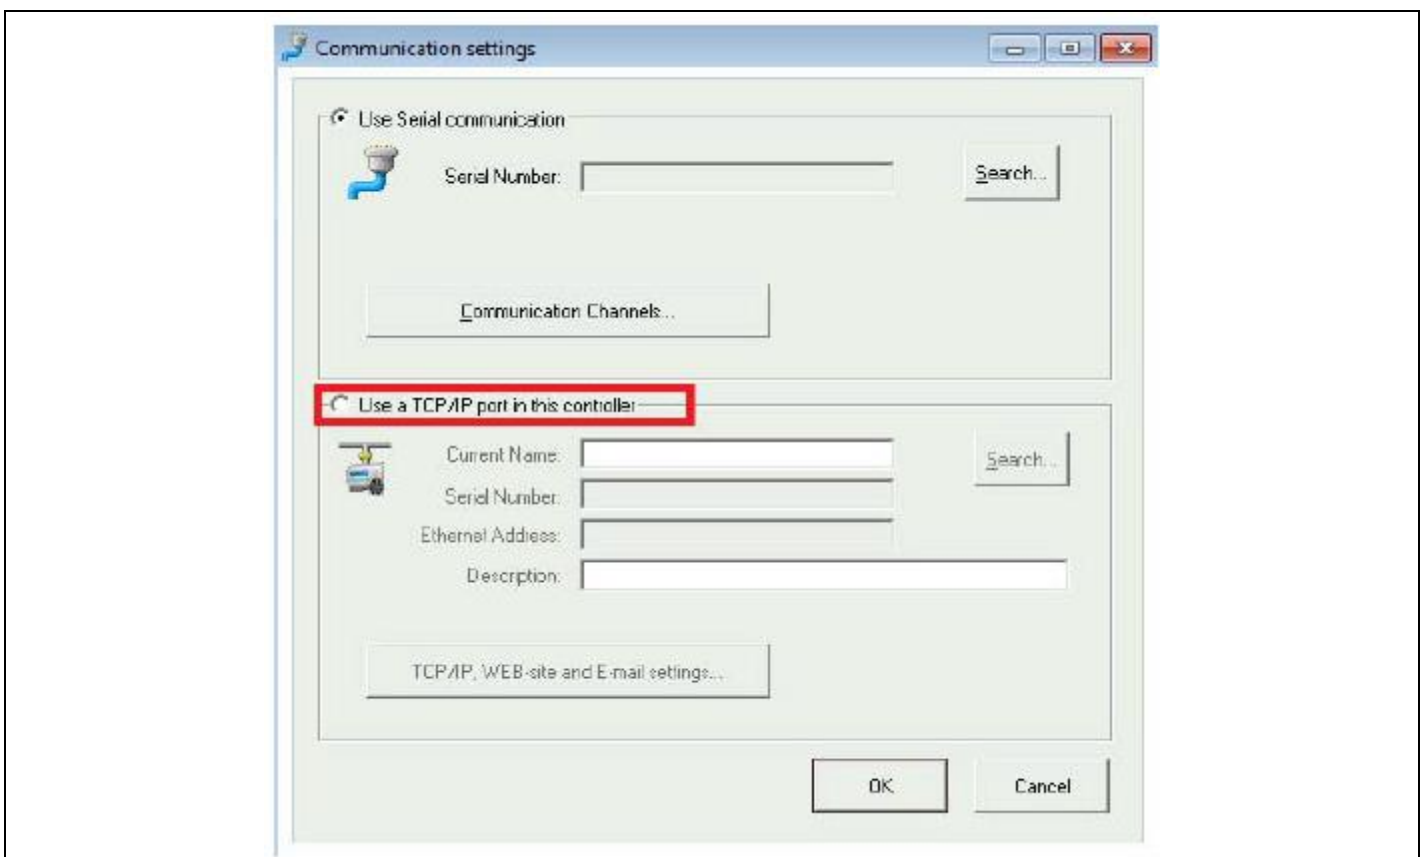 Communication settings
Use Serial communication
Serial Number:
Search...
Communication Channels...
Use a TCP/IP port in this controller
Current Name:
Search...
Serial Number:
Ethernet Address:
Description:
TCP/IP, WEB-site and E-mail settings...
OK
Cancel